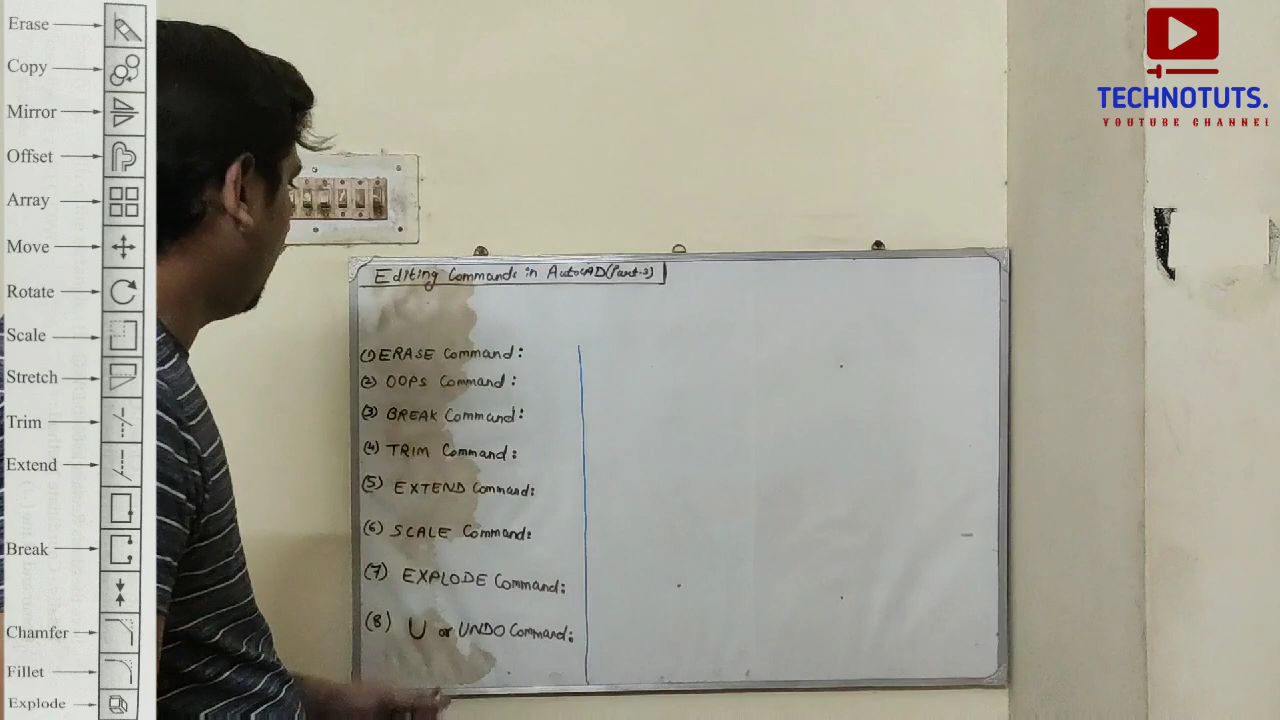 Erase
Copy
Mirror
Offset
Array
Move
Rotate
Scale
Stretch
Trim
Extend
Break
Chamfer
Fillet
Explode
TECHNOTUTS.
YOUTUBE CHANNEL
Editing Commands in AutoCAD(Part-2)
(1) ERASE Command:
(2) OOPS Command:
(3) BREAK Command:
(4) TRIM Command:
(5) EXTEND Command:
(6) SCALE Command:
(7) EXPLODE Command:
(8) U or UNDO Command: